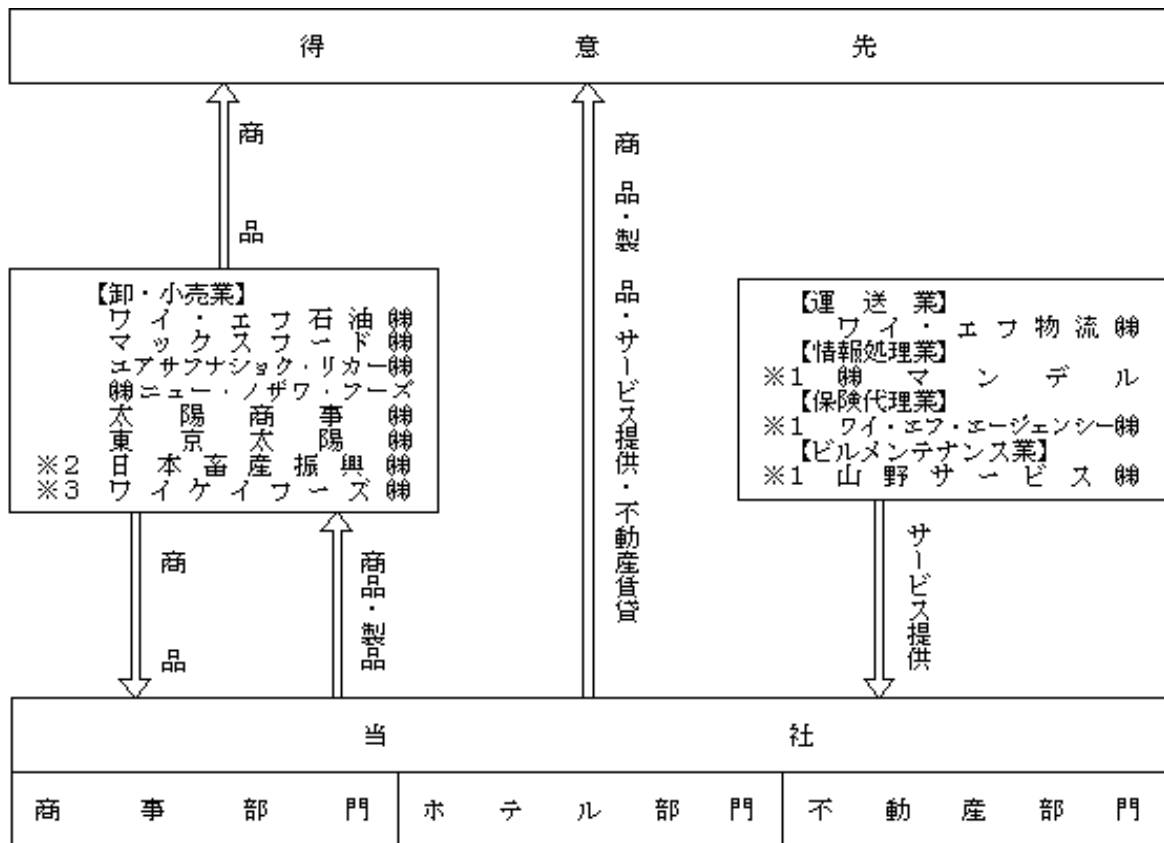 得意先
商品
商品・製品・サービス提供・不動産賃貸
【卸・小売業】
ワイ・エフ石油㈱
マックスフード㈱
エアサフナショク・リカー㈱
㈱ニュー・ノザワ・フーズ
太陽商事㈱
東京太陽㈱
※2 日本畜産振興㈱
※3 ワイケイフーズ㈱
【運送業】
ワイ・エフ物流㈱
【情報処理業】
※1 ㈱マンデル
【保険代理業】
※1 ワイ・エフ・エージェンシー㈱
【ビルメンテナンス業】
※1 山野サービス㈱
商品
商品・製品
サービス提供
当社
商事部門
ホテル部門
不動産部門